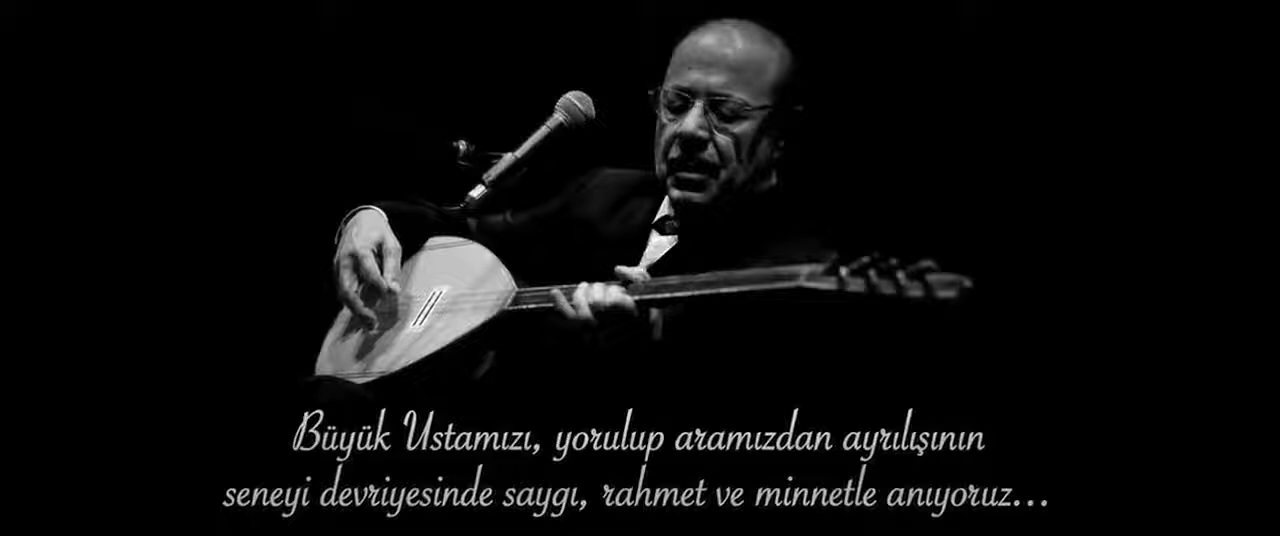 Büyük Ustamızı, yorulup aramızdan ayrılışının
seneyi devriyesinde saygı, rahmet ve minnetle anıyoruz...